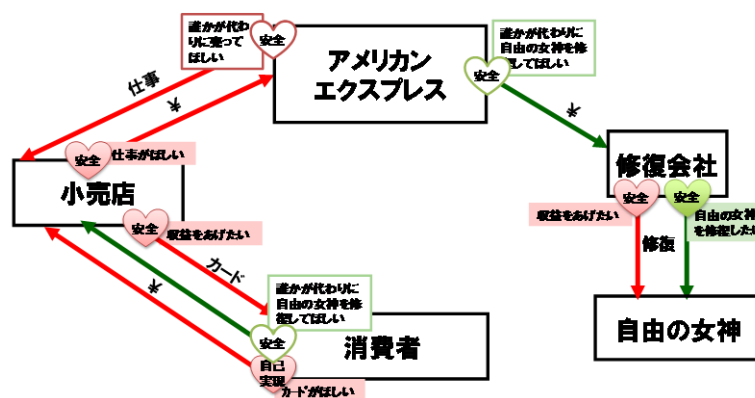 誰かが代わ
りに売って
ほしい
安全
アメリカン
エクスプレス
誰かが代わりに
自由の女神を修
復してほしい
安全
仕事
¥
¥
安全
仕事がほしい
小売店
修復会社
安全
収益をあげたい
カード
収益をあげたい
安全
安全
自由の女神
を修復したい
修復
¥
誰かが代わりに
自由の女神を修
復してほしい
安全
消費者
自己
実現
カードがほしい
自由の女神